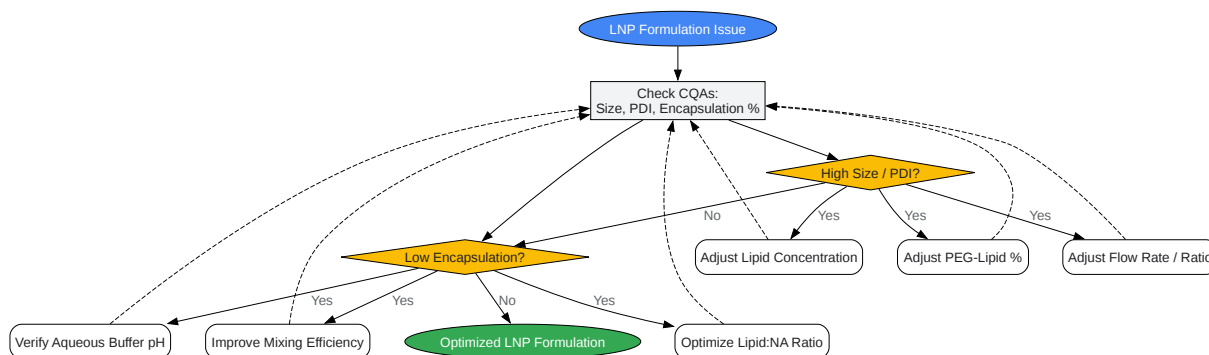 LNP Formulation Issue
Check CQAs:
Size, PDI, Encapsulation %
High Size / PDI?
No
Yes
Yes
Yes
Low Encapsulation?
Adjust Lipid Concentration
Adjust PEG-Lipid %
Adjust Flow Rate / Ratio
Yes
Yes
No
Yes
Verify Aqueous Buffer pH
Improve Mixing Efficiency
Optimized LNP Formulation
Optimize Lipid:NA Ratio